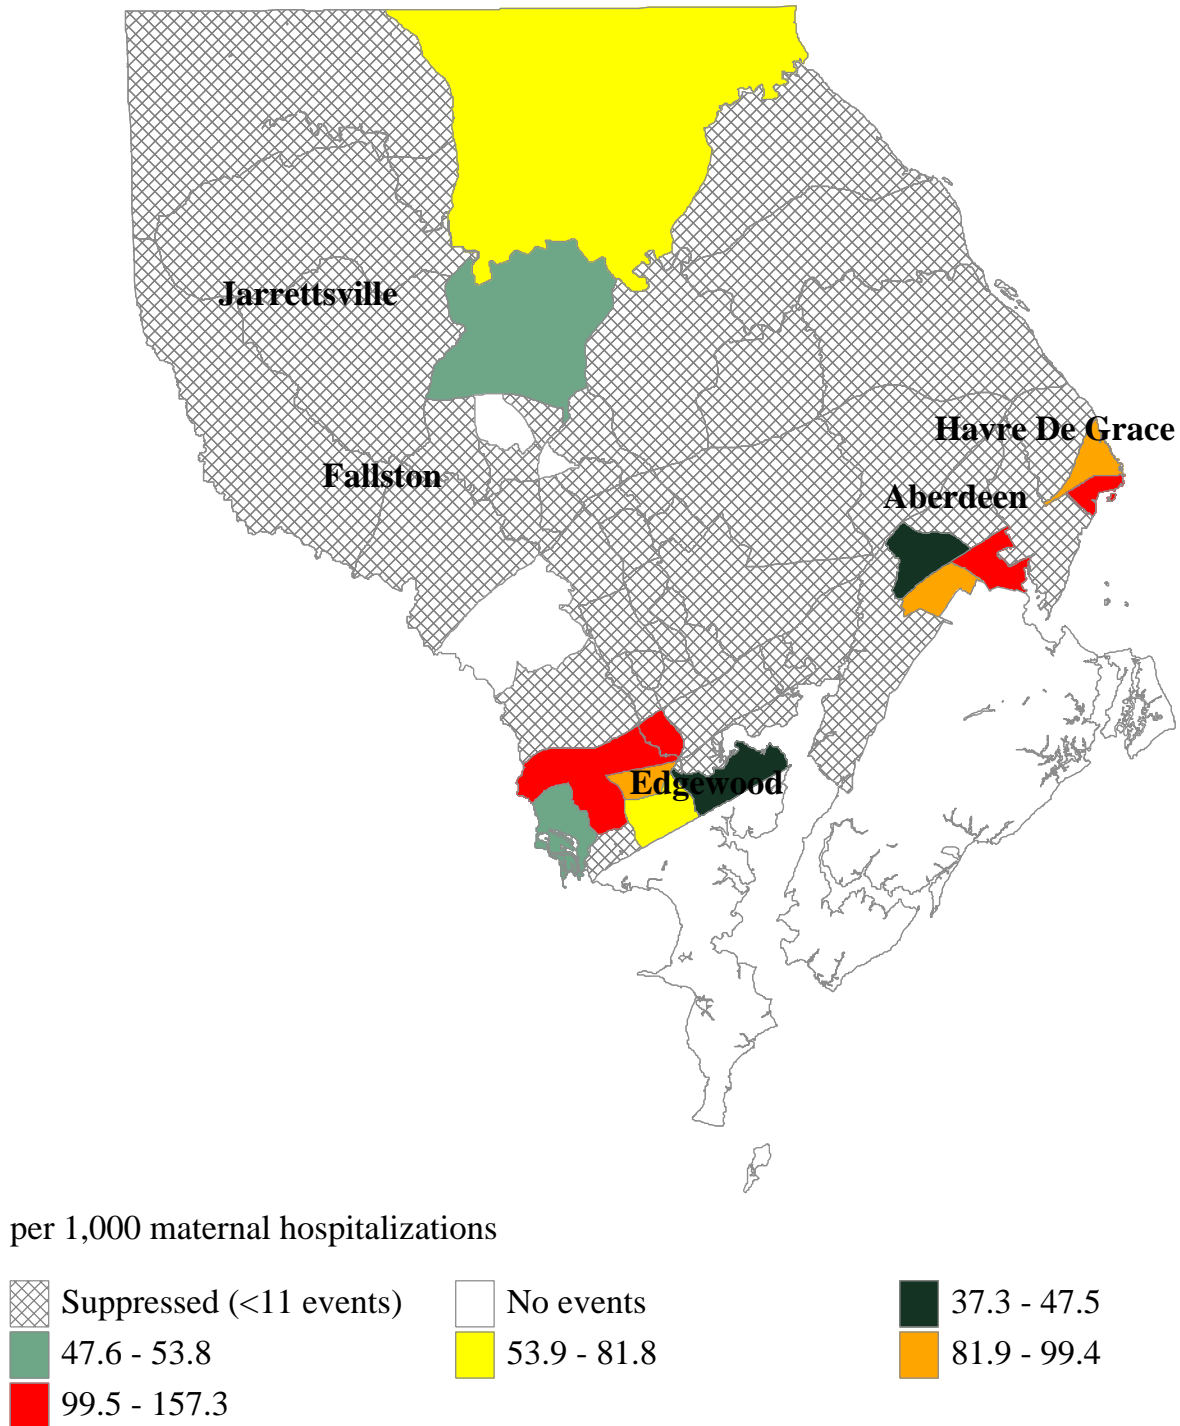 Jarrettsville
Havre De Grace
Fallston
Aberdeen
Edgewood
per 1,000 maternal hospitalizations
Suppressed (<11 events)
No events
37.3 - 47.5
47.6 - 53.8
53.9 - 81.8
81.9 - 99.4
99.5 - 157.3